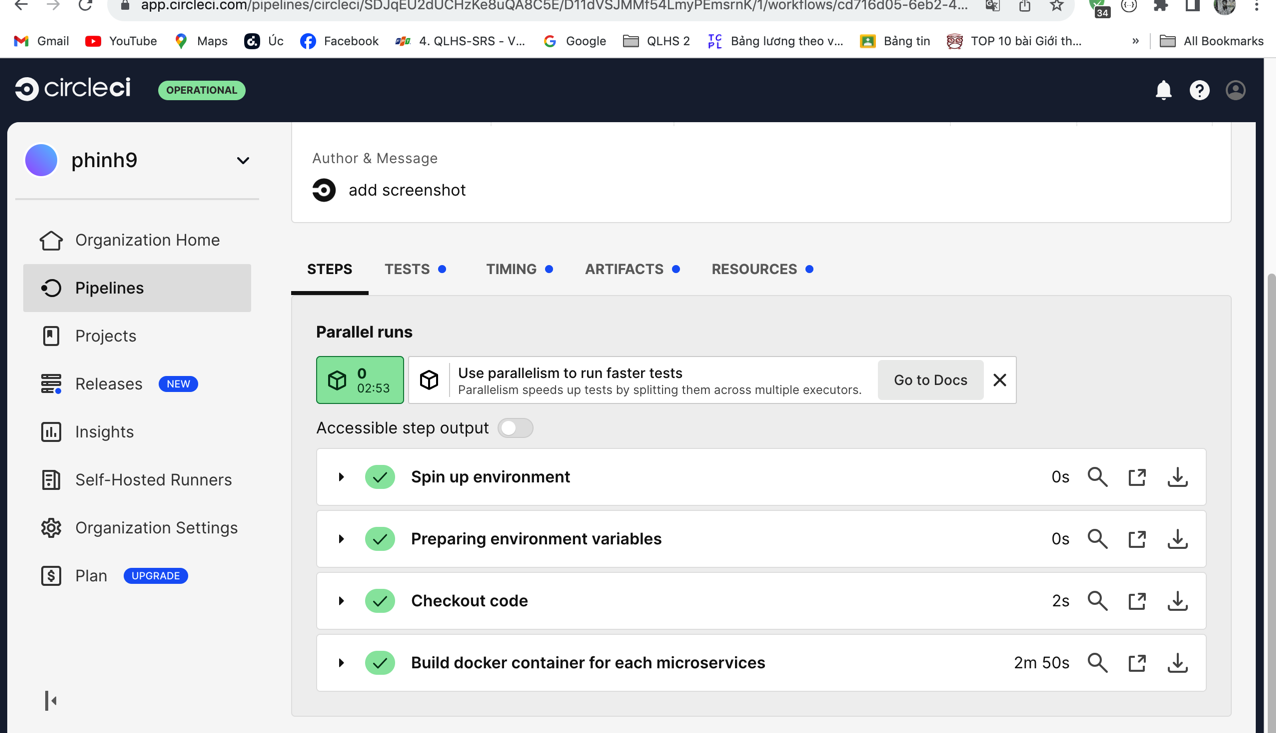 app.circleci.com/pipelines/circleci/SDJqEU2dUCHzKe8uQA8C5E/D11dVSJMMf54LmyPEmsrnK/1/workflows/cd716d05-6eb2-4...
34
Gmail
YouTube
Maps
Úc
Facebook
4. QLHS-SRS - V...
Google
QLHS 2
TC PL
Bảng lương theo v...
Bảng tin
TOP 10 bài Giới th...
»
All Bookmarks
circleci
OPERATIONAL
phinh9
Author & Message
add screenshot
Organization Home
Pipelines
Projects
Releases NEW
Insights
Self-Hosted Runners
Organization Settings
Plan UPGRADE
STEPS
TESTS
TIMING
ARTIFACTS
RESOURCES
Parallel runs
0
02:53
Use parallelism to run faster tests
Parallelism speeds up tests by splitting them across multiple executors.
Go to Docs
Accessible step output
Spin up environment 0s
Preparing environment variables 0s
Checkout code 2s
Build docker container for each microservices 2m 50s